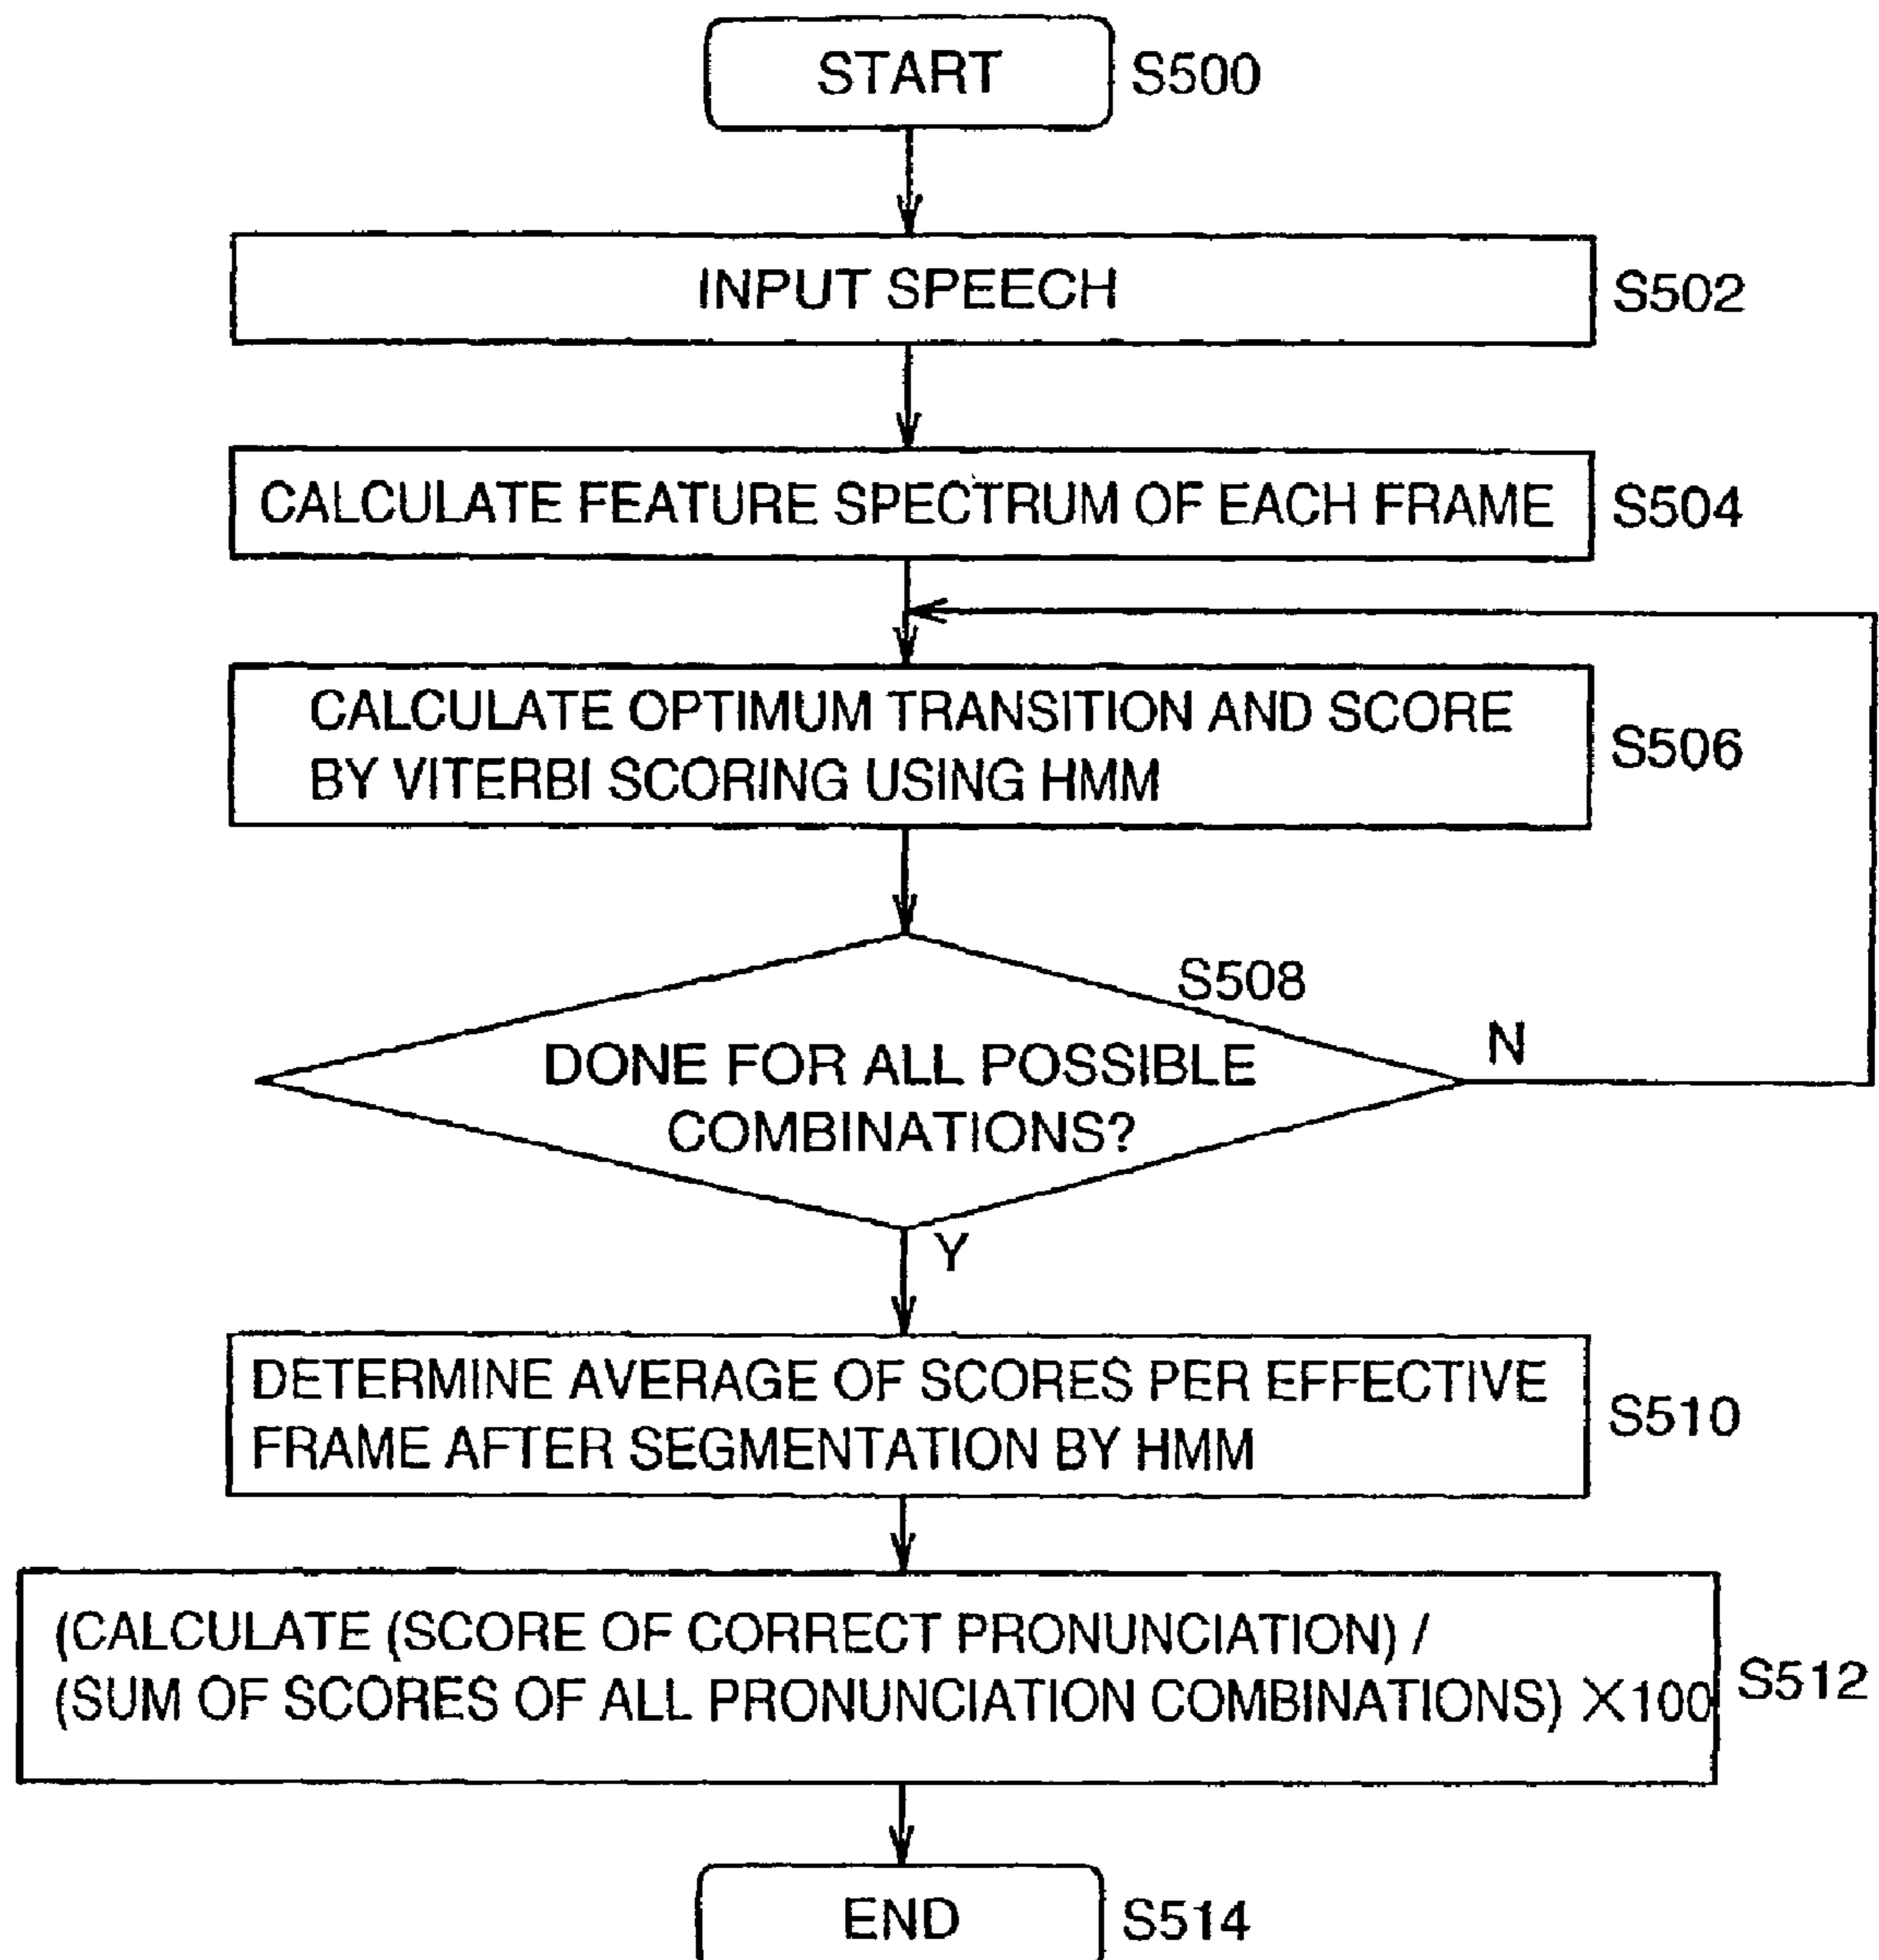 START S500
INPUT SPEECH S502
CALCULATE FEATURE SPECTRUM OF EACH FRAME S504
CALCULATE OPTIMUM TRANSITION AND SCORE
BY VITERBI SCORING USING HMM
S506
S508
DONE FOR ALL POSSIBLE
COMBINATIONS?
N
Y
DETERMINE AVERAGE OF SCORES PER EFFECTIVE
FRAME AFTER SEGMENTATION BY HMM
S510
(CALCULATE (SCORE OF CORRECT PRONUNCIATION) /
(SUM OF SCORES OF ALL PRONUNCIATION COMBINATIONS) ×100
S512
END S514